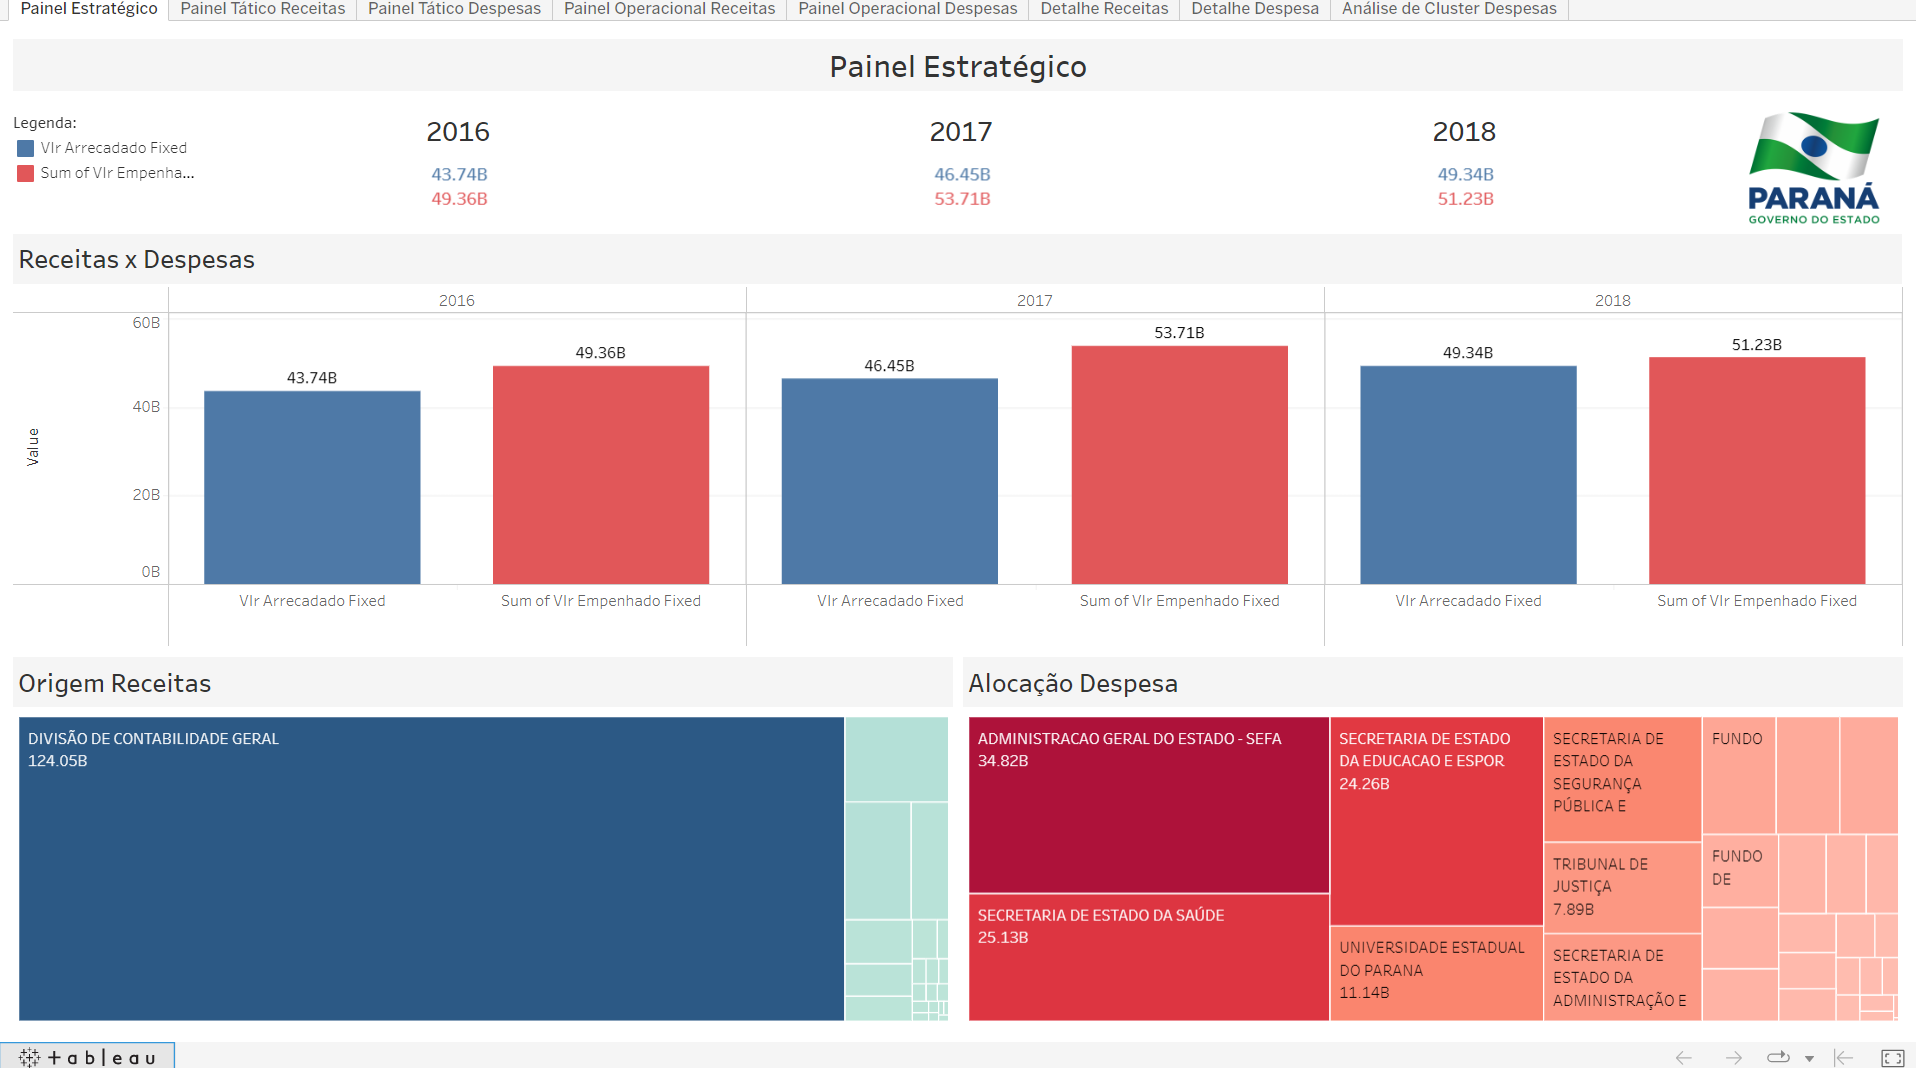 Painel Estratégico
Painel Tático Receitas
Painel Tático Despesas
Painel Operacional Receitas
Painel Operacional Despesas
Detalhe Receitas
Detalhe Despesa
Análise de Cluster Despesas
Painel Estratégico
Legenda:
Vlr Arrecadado Fixed
Sum of Vlr Empenha...
2016
43.74B
49.36B
2017
46.45B
53.71B
2018
49.34B
51.23B
PARANÁ
GOVERNO DO ESTADO
Receitas x Despesas
2016
2017
2018
Value
60B
40B
20B
0B
43.74B
49.36B
46.45B
53.71B
49.34B
51.23B
Vlr Arrecadado Fixed
Sum of Vlr Empenhado Fixed
Vlr Arrecadado Fixed
Sum of Vlr Empenhado Fixed
Vlr Arrecadado Fixed
Sum of Vlr Empenhado Fixed
Origem Receitas
DIVISÃO DE CONTABILIDADE GERAL
124.05B
Alocação Despesa
ADMINISTRACAO GERAL DO ESTADO - SEFA
34.82B
SECRETARIA DE ESTADO DA SAÚDE
25.13B
SECRETARIA DE ESTADO
DA EDUCACAO E ESPOR
24.26B
UNIVERSIDADE ESTADUAL
DO PARANA
11.14B
SECRETARIA DE
ESTADO DA
SEGURANÇA
PÚBLICA E
TRIBUNAL DE
JUSTIÇA
7.89B
SECRETARIA DE
ESTADO DA
ADMINISTRAÇÃO E
FUNDO
FUNDO
DE
+ableau